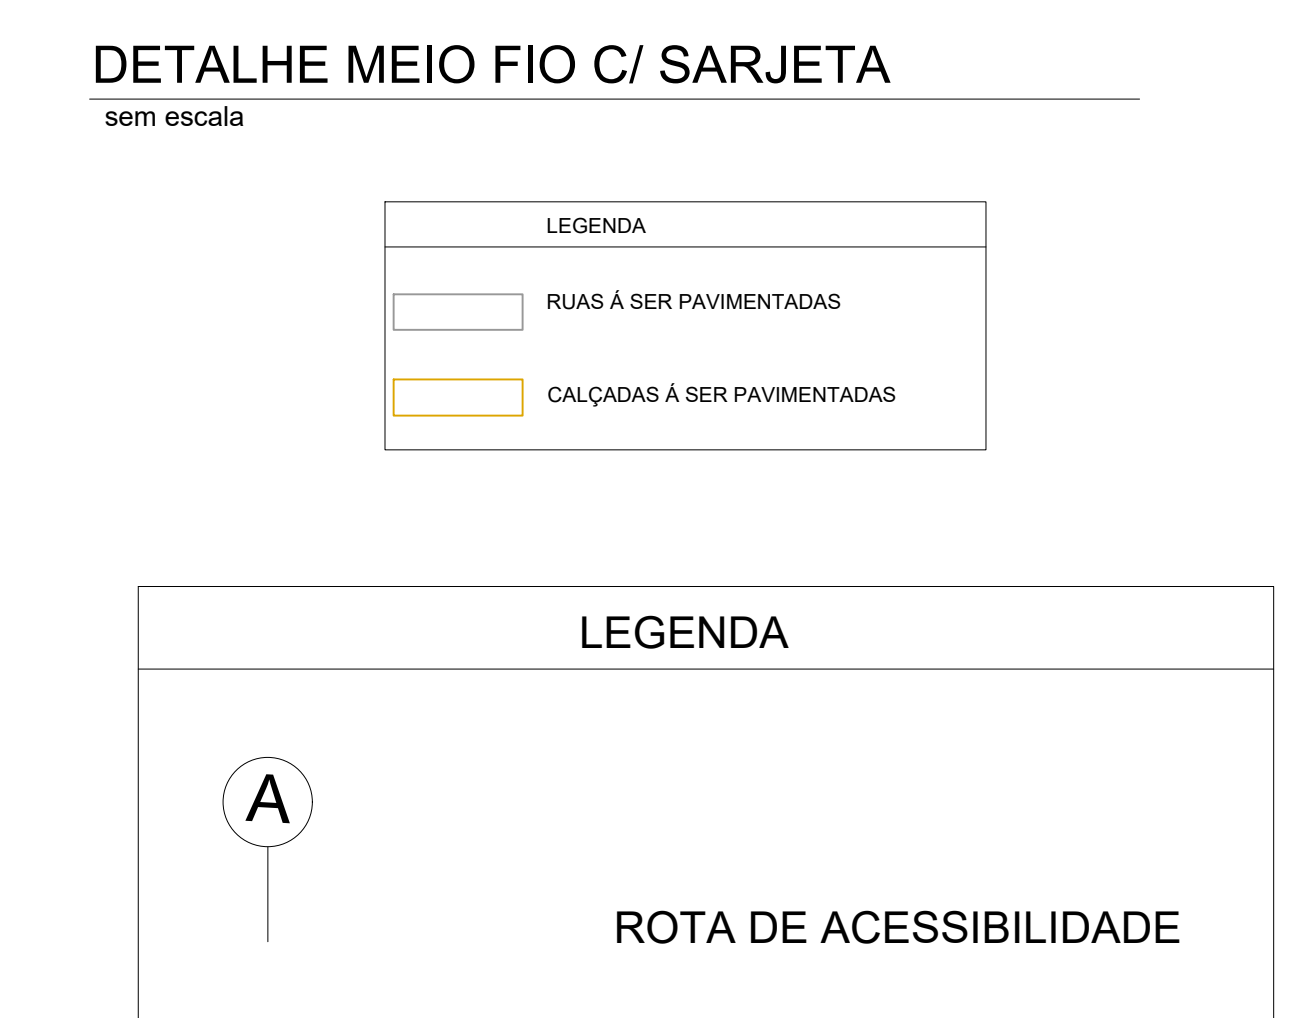 DETALHE MEIO FIO C/ SARJETA
sem escala
LEGENDA
RUAS Á SER PAVIMENTADAS
CALÇADAS Á SER PAVIMENTADAS
LEGENDA
A
ROTA DE ACESSIBILIDADE